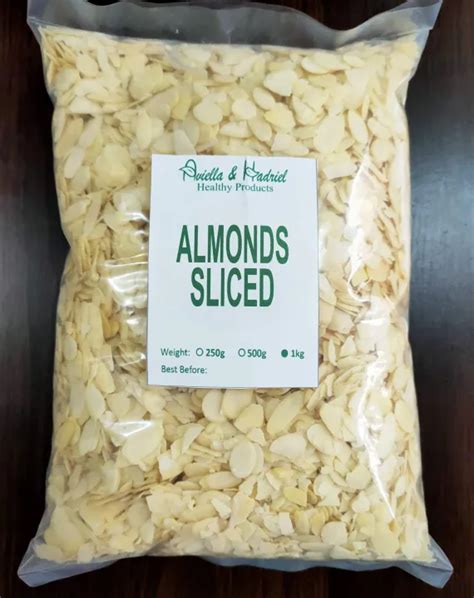 Aviella & Hadriel
Healthy Products
ALMONDS
SLICED
Weight: 250g 500g 1kg
Best Before: